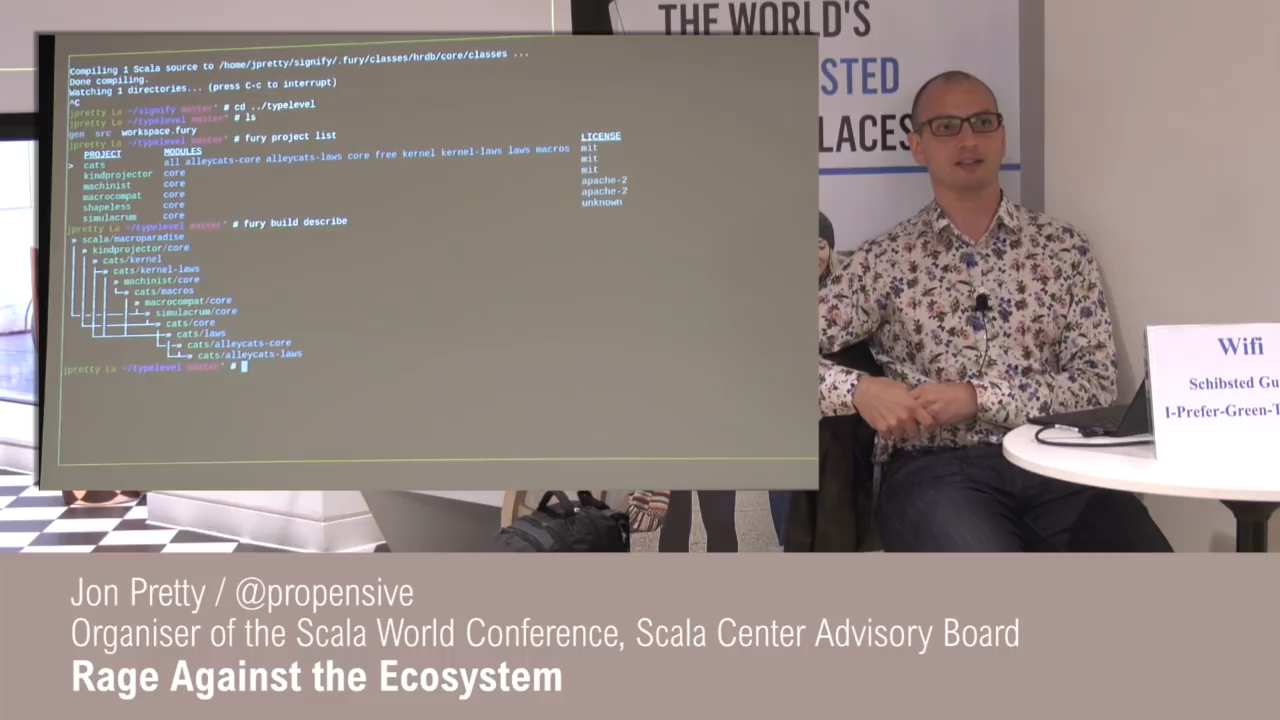 THE WORLD'S
STED
LACES
Compiling 1 Scala source to /home/jpretty/signify/.fury/classes/hrdb/core/classes ...
Done compiling.
Watching 1 directories... (press C-c to interrupt)
^C
jpretty La ~/signify master* # cd ../typelevel
jpretty La ~/typelevel master* # ls
gen src workspace.fury
jpretty La ~/typelevel master* # fury project list
PROJECT MODULES LICENSE
> cats all alleycats-core alleycats-laws core free kernel kernel-laws laws macros mit
kindprojector core mit
machinist core mit
macrocompat core apache-2
shapeless core apache-2
simulacrum core unknown
jpretty La ~/typelevel master* # fury build describe
scala/macroparadise
kindprojector/core
cats/kernel
cats/kernel-laws
machinist/core
cats/macros
macrocompat/core
simulacrum/core
cats/core
cats/laws
cats/alleycats-core
cats/alleycats-laws
jpretty La ~/typelevel master* #
Wifi
Schibsted Gu
I-Prefer-Green-T
Jon Pretty / @propensive
Organiser of the Scala World Conference, Scala Center Advisory Board
Rage Against the Ecosystem